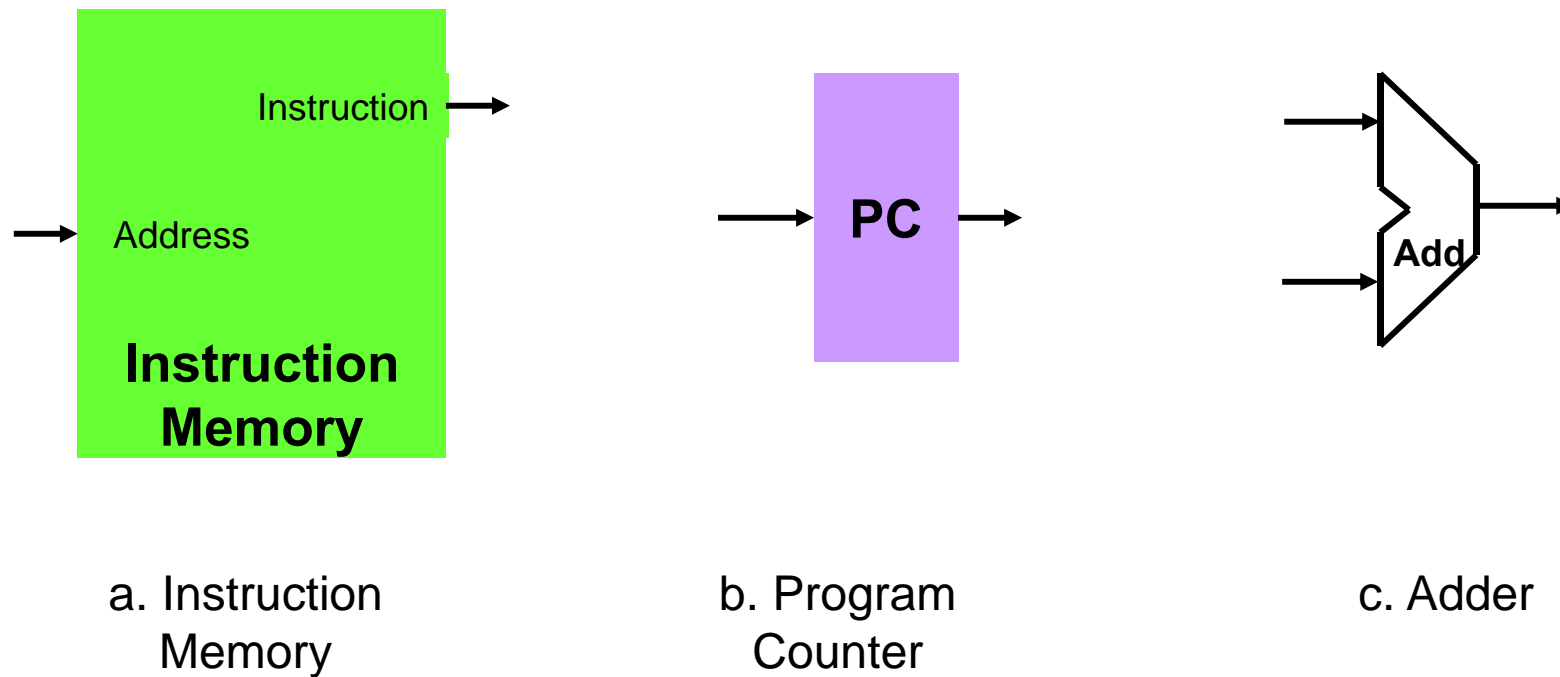 Instruction
Address
Instruction
Memory
PC
Add
a. Instruction
Memory
b. Program
Counter
c. Adder